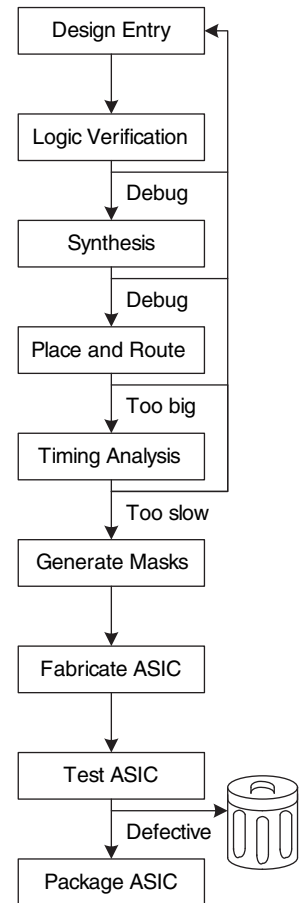 Design Entry
Logic Verification
Debug
Synthesis
Debug
Place and Route
Too big
Timing Analysis
Too slow
Generate Masks
Fabricate ASIC
Test ASIC
Defective
Package ASIC